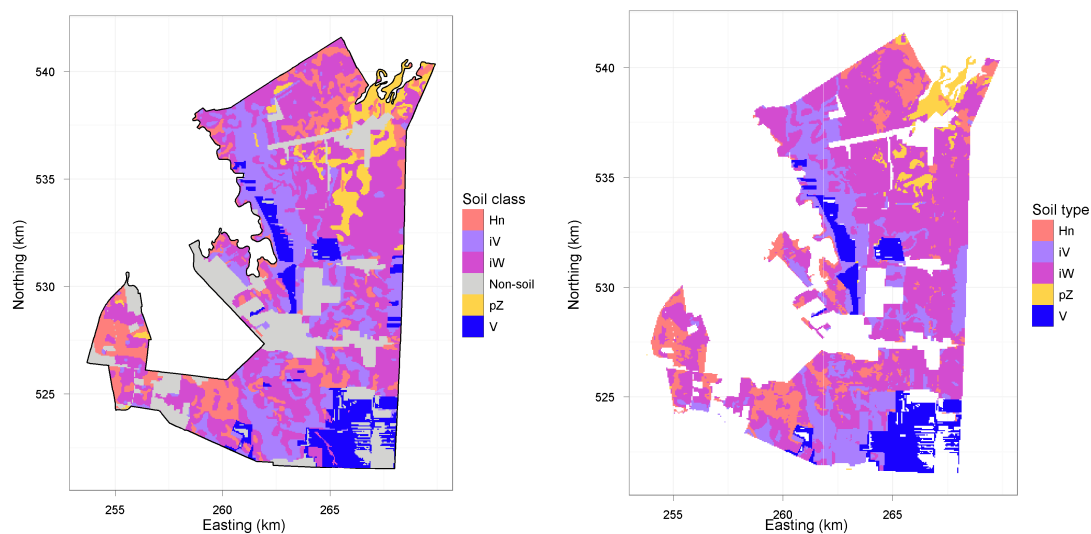 540
535
530
525
Northing (km)
255
260
265
Easting (km)
Soil class
Hn
iV
iW
Non-soil
pZ
V
540
535
530
525
Northing (km)
255
260
265
Easting (km)
Soil type
Hn
iV
iW
pZ
V